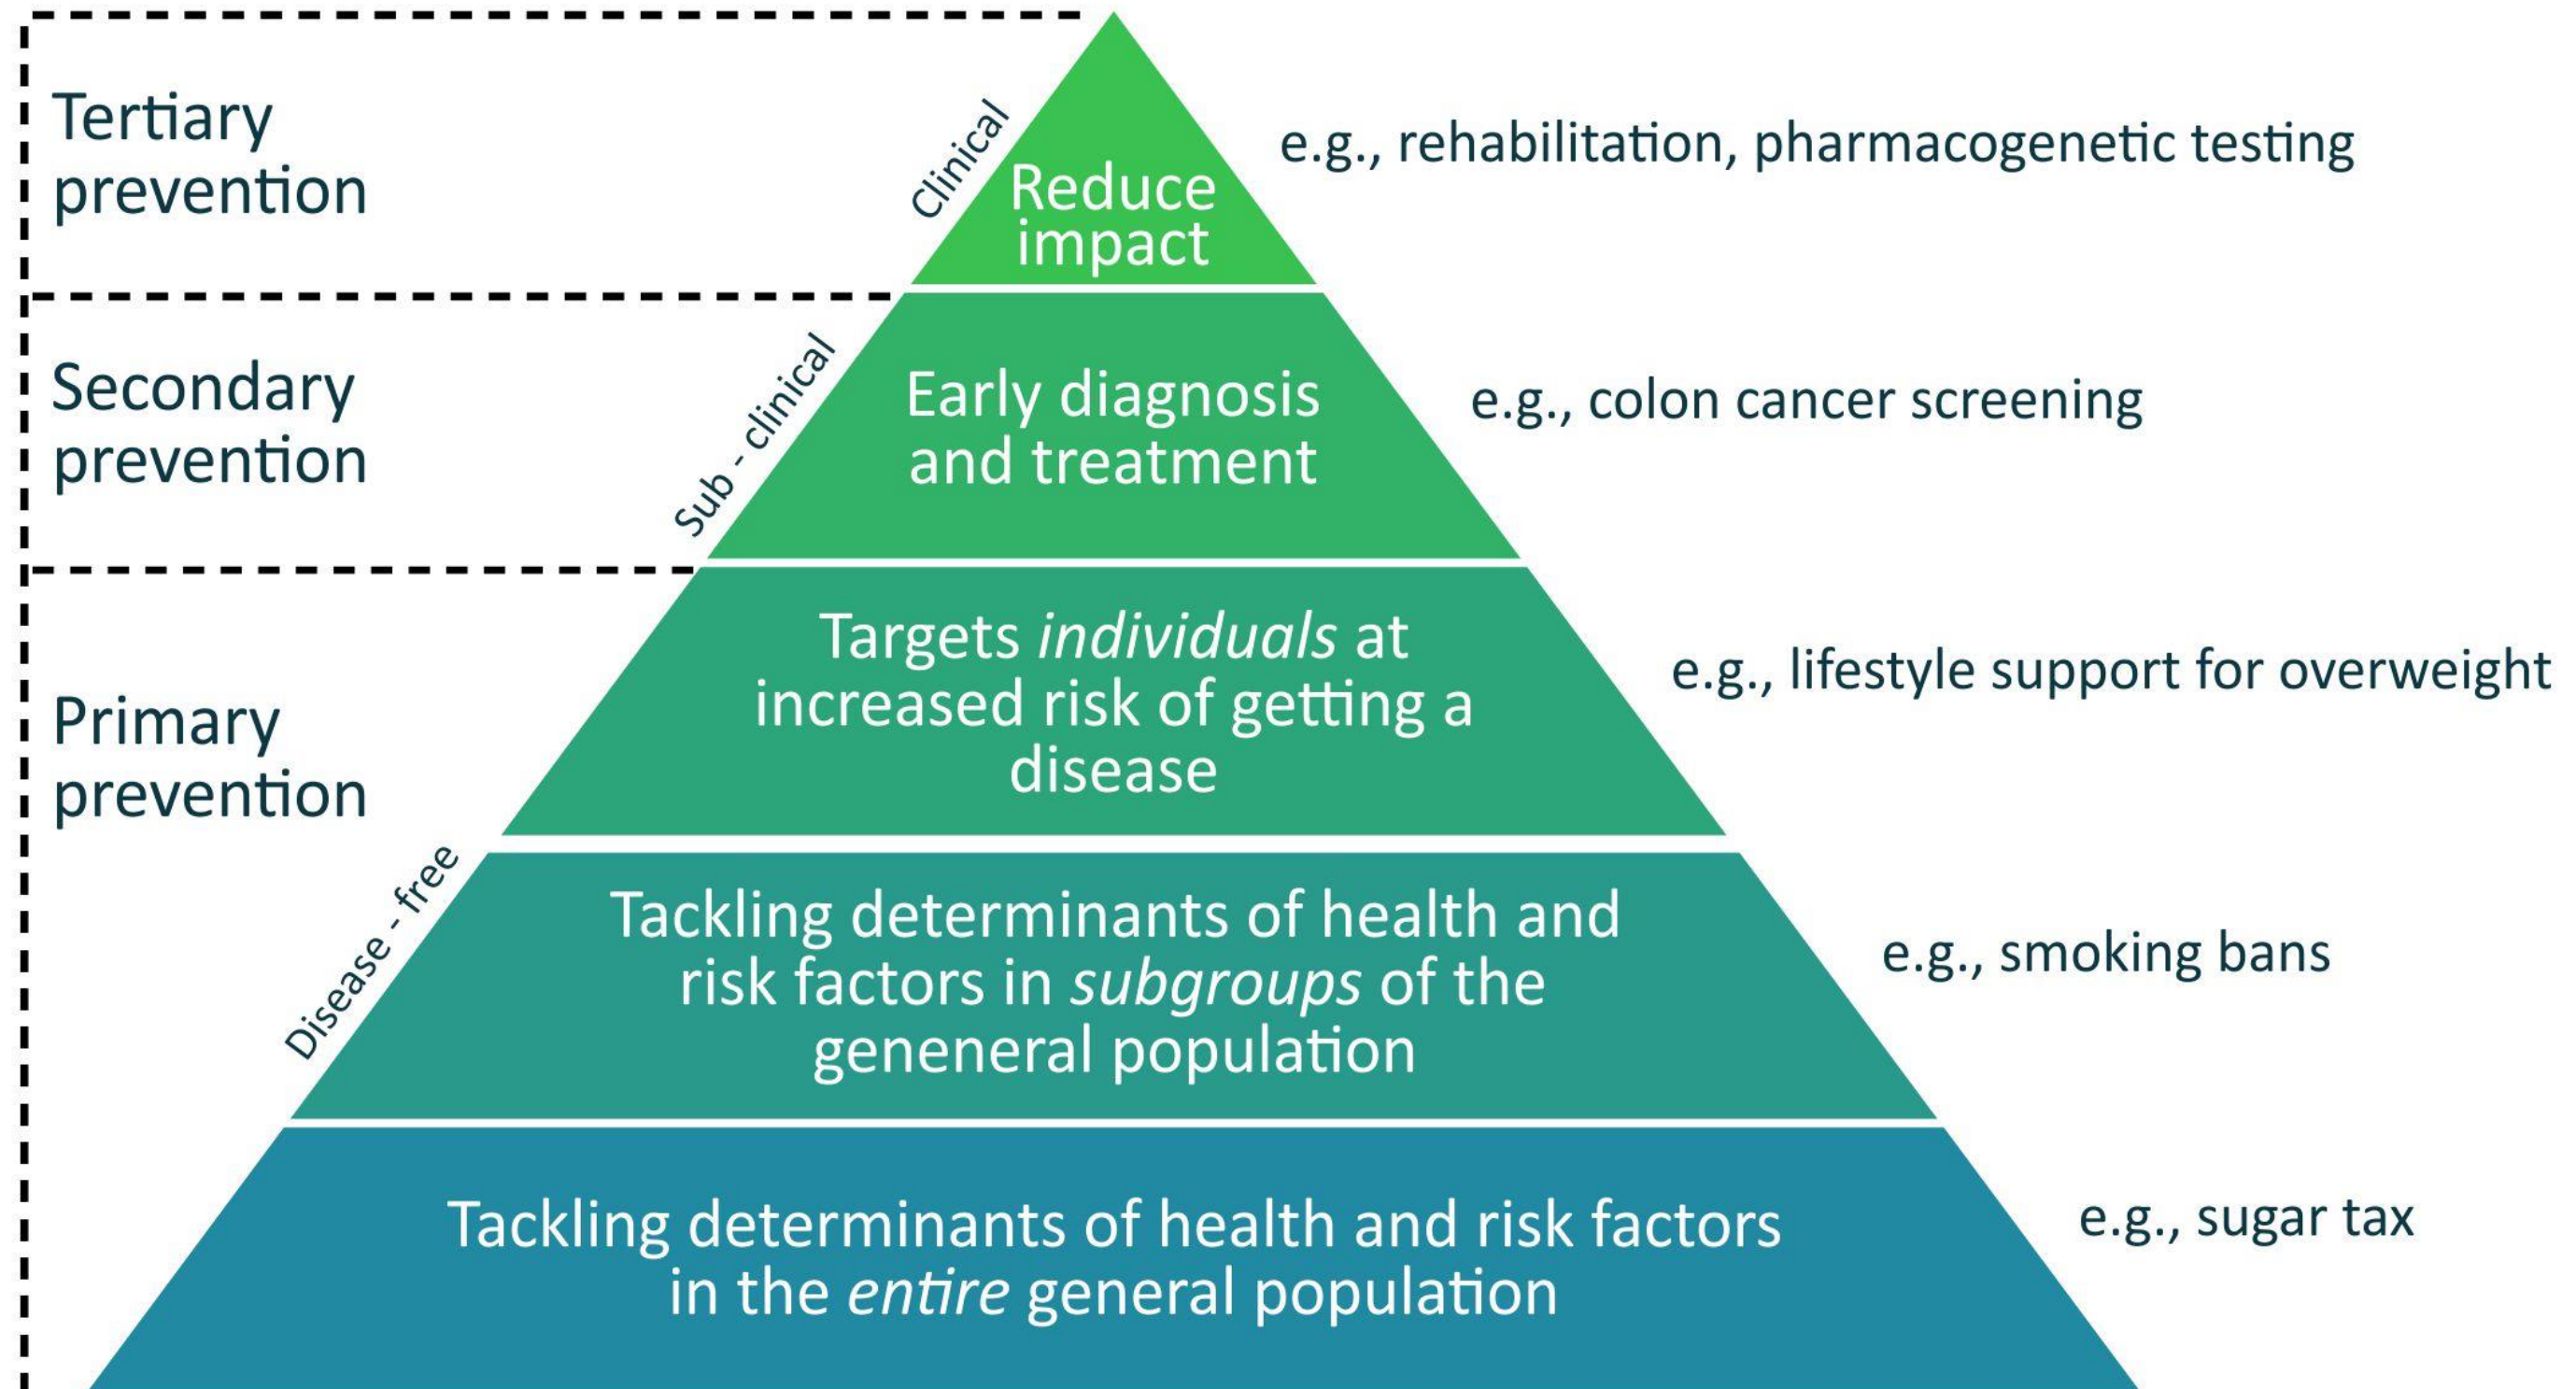 Tertiary
prevention
Clinical
Reduce
impact
e.g., rehabilitation, pharmacogenetic testing
Secondary
prevention
Sub - clinical
Early diagnosis
and treatment
e.g., colon cancer screening
Primary
prevention
Targets individuals at
increased risk of getting a
disease
e.g., lifestyle support for overweight
Disease - free
Tackling determinants of health and
risk factors in subgroups of the
geneneral population
e.g., smoking bans
Tackling determinants of health and risk factors
in the entire general population
e.g., sugar tax